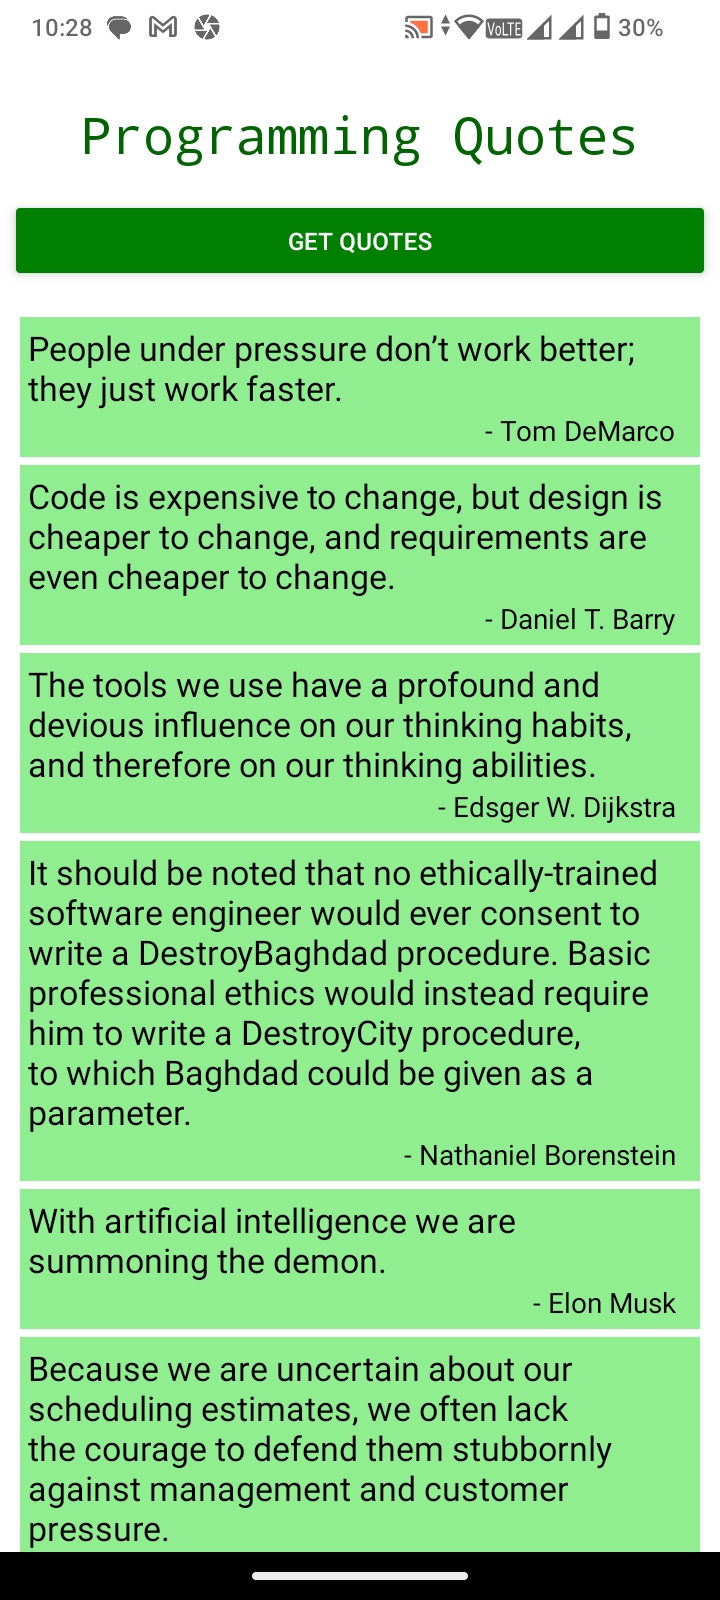 10:28
VoLTE
30%
Programming Quotes
GET QUOTES
People under pressure don’t work better;
they just work faster.
- Tom DeMarco
Code is expensive to change, but design is
cheaper to change, and requirements are
even cheaper to change.
- Daniel T. Barry
The tools we use have a profound and
devious influence on our thinking habits,
and therefore on our thinking abilities.
- Edsger W. Dijkstra
It should be noted that no ethically-trained
software engineer would ever consent to
write a DestroyBaghdad procedure. Basic
professional ethics would instead require
him to write a DestroyCity procedure,
to which Baghdad could be given as a
parameter.
- Nathaniel Borenstein
With artificial intelligence we are
summoning the demon.
- Elon Musk
Because we are uncertain about our
scheduling estimates, we often lack
the courage to defend them stubbornly
against management and customer
pressure.